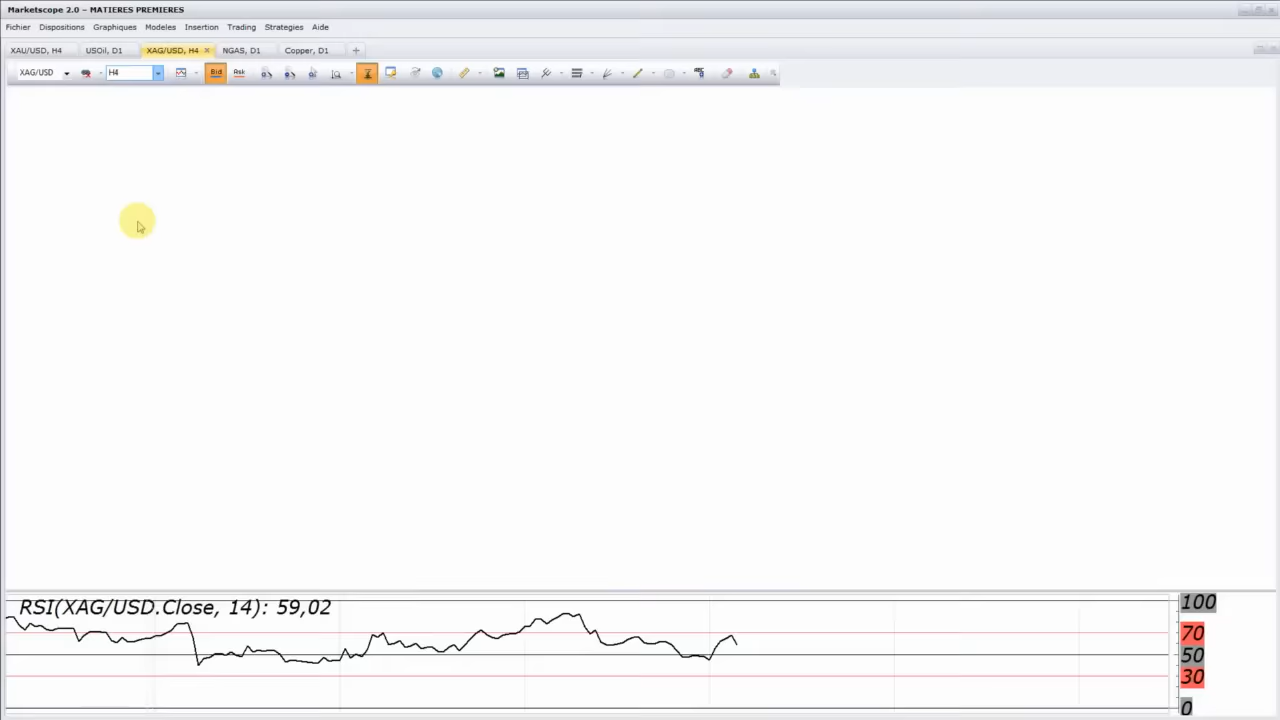 Marketscope 2.0 – MATIERES PREMIERES
Fichier Dispositions Graphiques Modeles Insertion Trading Strategies Aide
XAU/USD, H4 USOil, D1 XAG/USD, H4 NGAS, D1 Copper, D1
XAG/USD H4 Bid Rsk
RSI(XAG/USD.Close, 14): 59,02
100
70
50
30
0